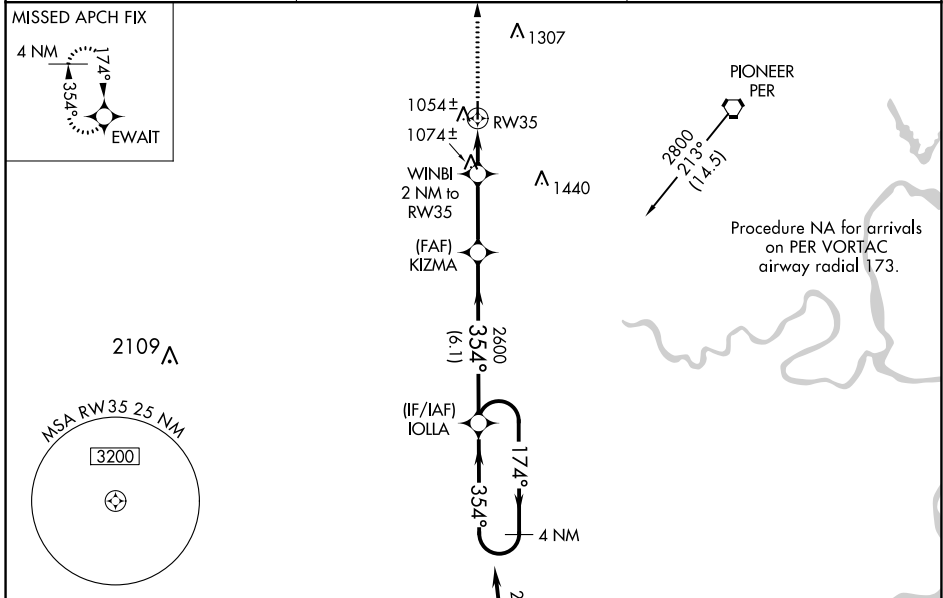 MISSED APCH FIX
4 NM
174°
354°
EWAIT
1307
1054±
RW35
1074±
WINBI
2 NM to
RW35
1440
PIONEER
PER
2800
213°
(14.5)
Procedure NA for arrivals
on PER VORTAC
airway radial 173.
(FAF)
KIZMA
2600
354°
(6.1)
2109
(IF/IAF)
IOLLA
174°
354°
4 NM
MSA RW35 25 NM
3200